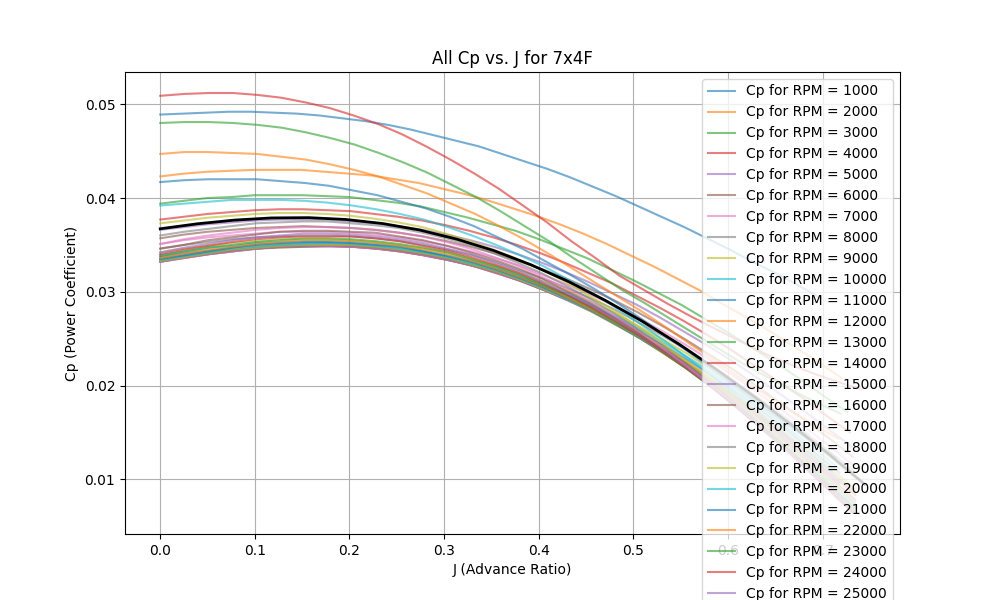 All Cp vs. J for 7x4F
Cp (Power Coefficient)
0.05
0.04
0.03
0.02
0.01
0.0
0.1
0.2
0.3
0.4
0.5
0.6
0.7
J (Advance Ratio)
Cp for RPM = 1000
Cp for RPM = 2000
Cp for RPM = 3000
Cp for RPM = 4000
Cp for RPM = 5000
Cp for RPM = 6000
Cp for RPM = 7000
Cp for RPM = 8000
Cp for RPM = 9000
Cp for RPM = 10000
Cp for RPM = 11000
Cp for RPM = 12000
Cp for RPM = 13000
Cp for RPM = 14000
Cp for RPM = 15000
Cp for RPM = 16000
Cp for RPM = 17000
Cp for RPM = 18000
Cp for RPM = 19000
Cp for RPM = 20000
Cp for RPM = 21000
Cp for RPM = 22000
Cp for RPM = 23000
Cp for RPM = 24000
Cp for RPM = 25000